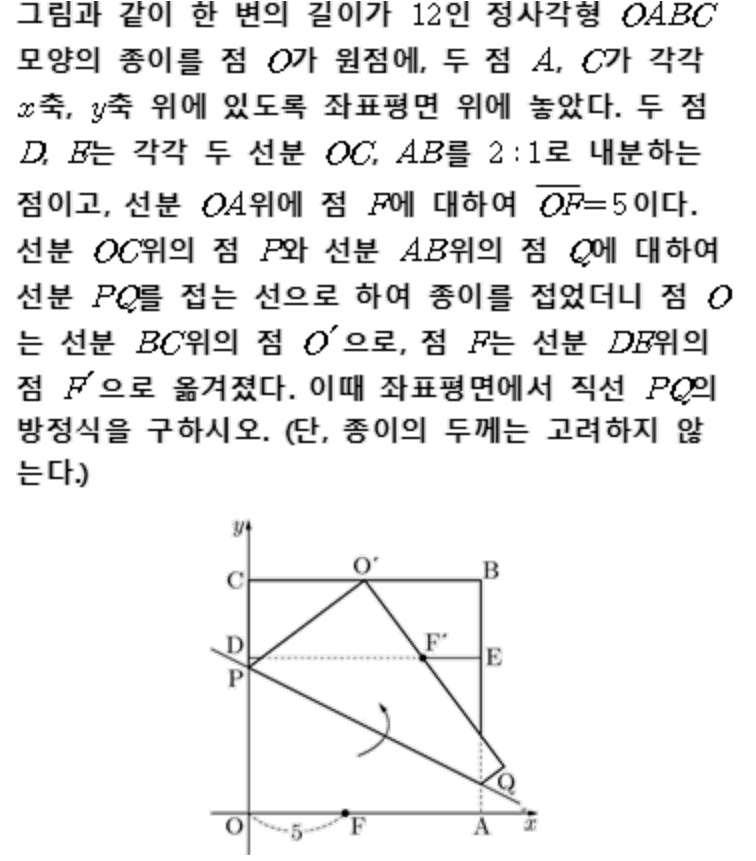 그림과 같이 한 변의 길이가 12인 정사각형 OABC
모양의 종이를 점 O가 원점에, 두 점 A, C가 각각
x축, y축 위에 있도록 좌표평면 위에 놓았다. 두 점
D, E는 각각 두 선분 OC, AB를 2:1로 내분하는
점이고, 선분 OA위에 점 F에 대하여 \overline{OF}=5이다.
선분 OC위의 점 P와 선분 AB위의 점 Q에 대하여
선분 PQ를 접는 선으로 하여 종이를 접었더니 점 O
는 선분 BC위의 점 O′으로, 점 F는 선분 DE위의
점 F′으로 옮겨졌다. 이때 좌표평면에서 직선 PQ의
방정식을 구하시오. (단, 종이의 두께는 고려하지 않
는다.)
y
C O′ B
D F′ E
P
Q
O 5 F A x